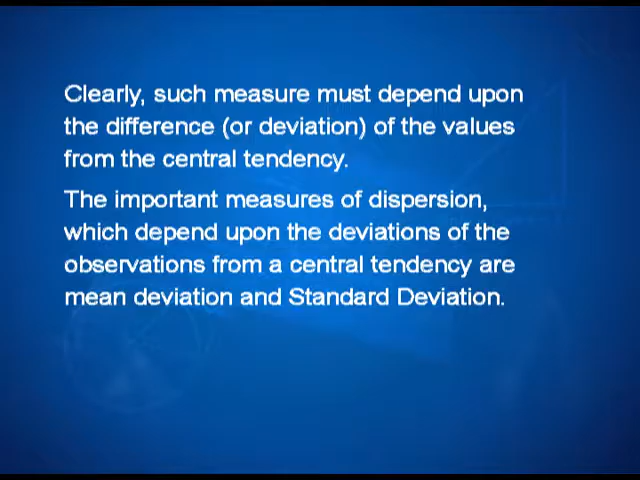 Clearly, such measure must depend upon
the difference (or deviation) of the values
from the central tendency.
The important measures of dispersion,
which depend upon the deviations of the
observations from a central tendency are
mean deviation and Standard Deviation.